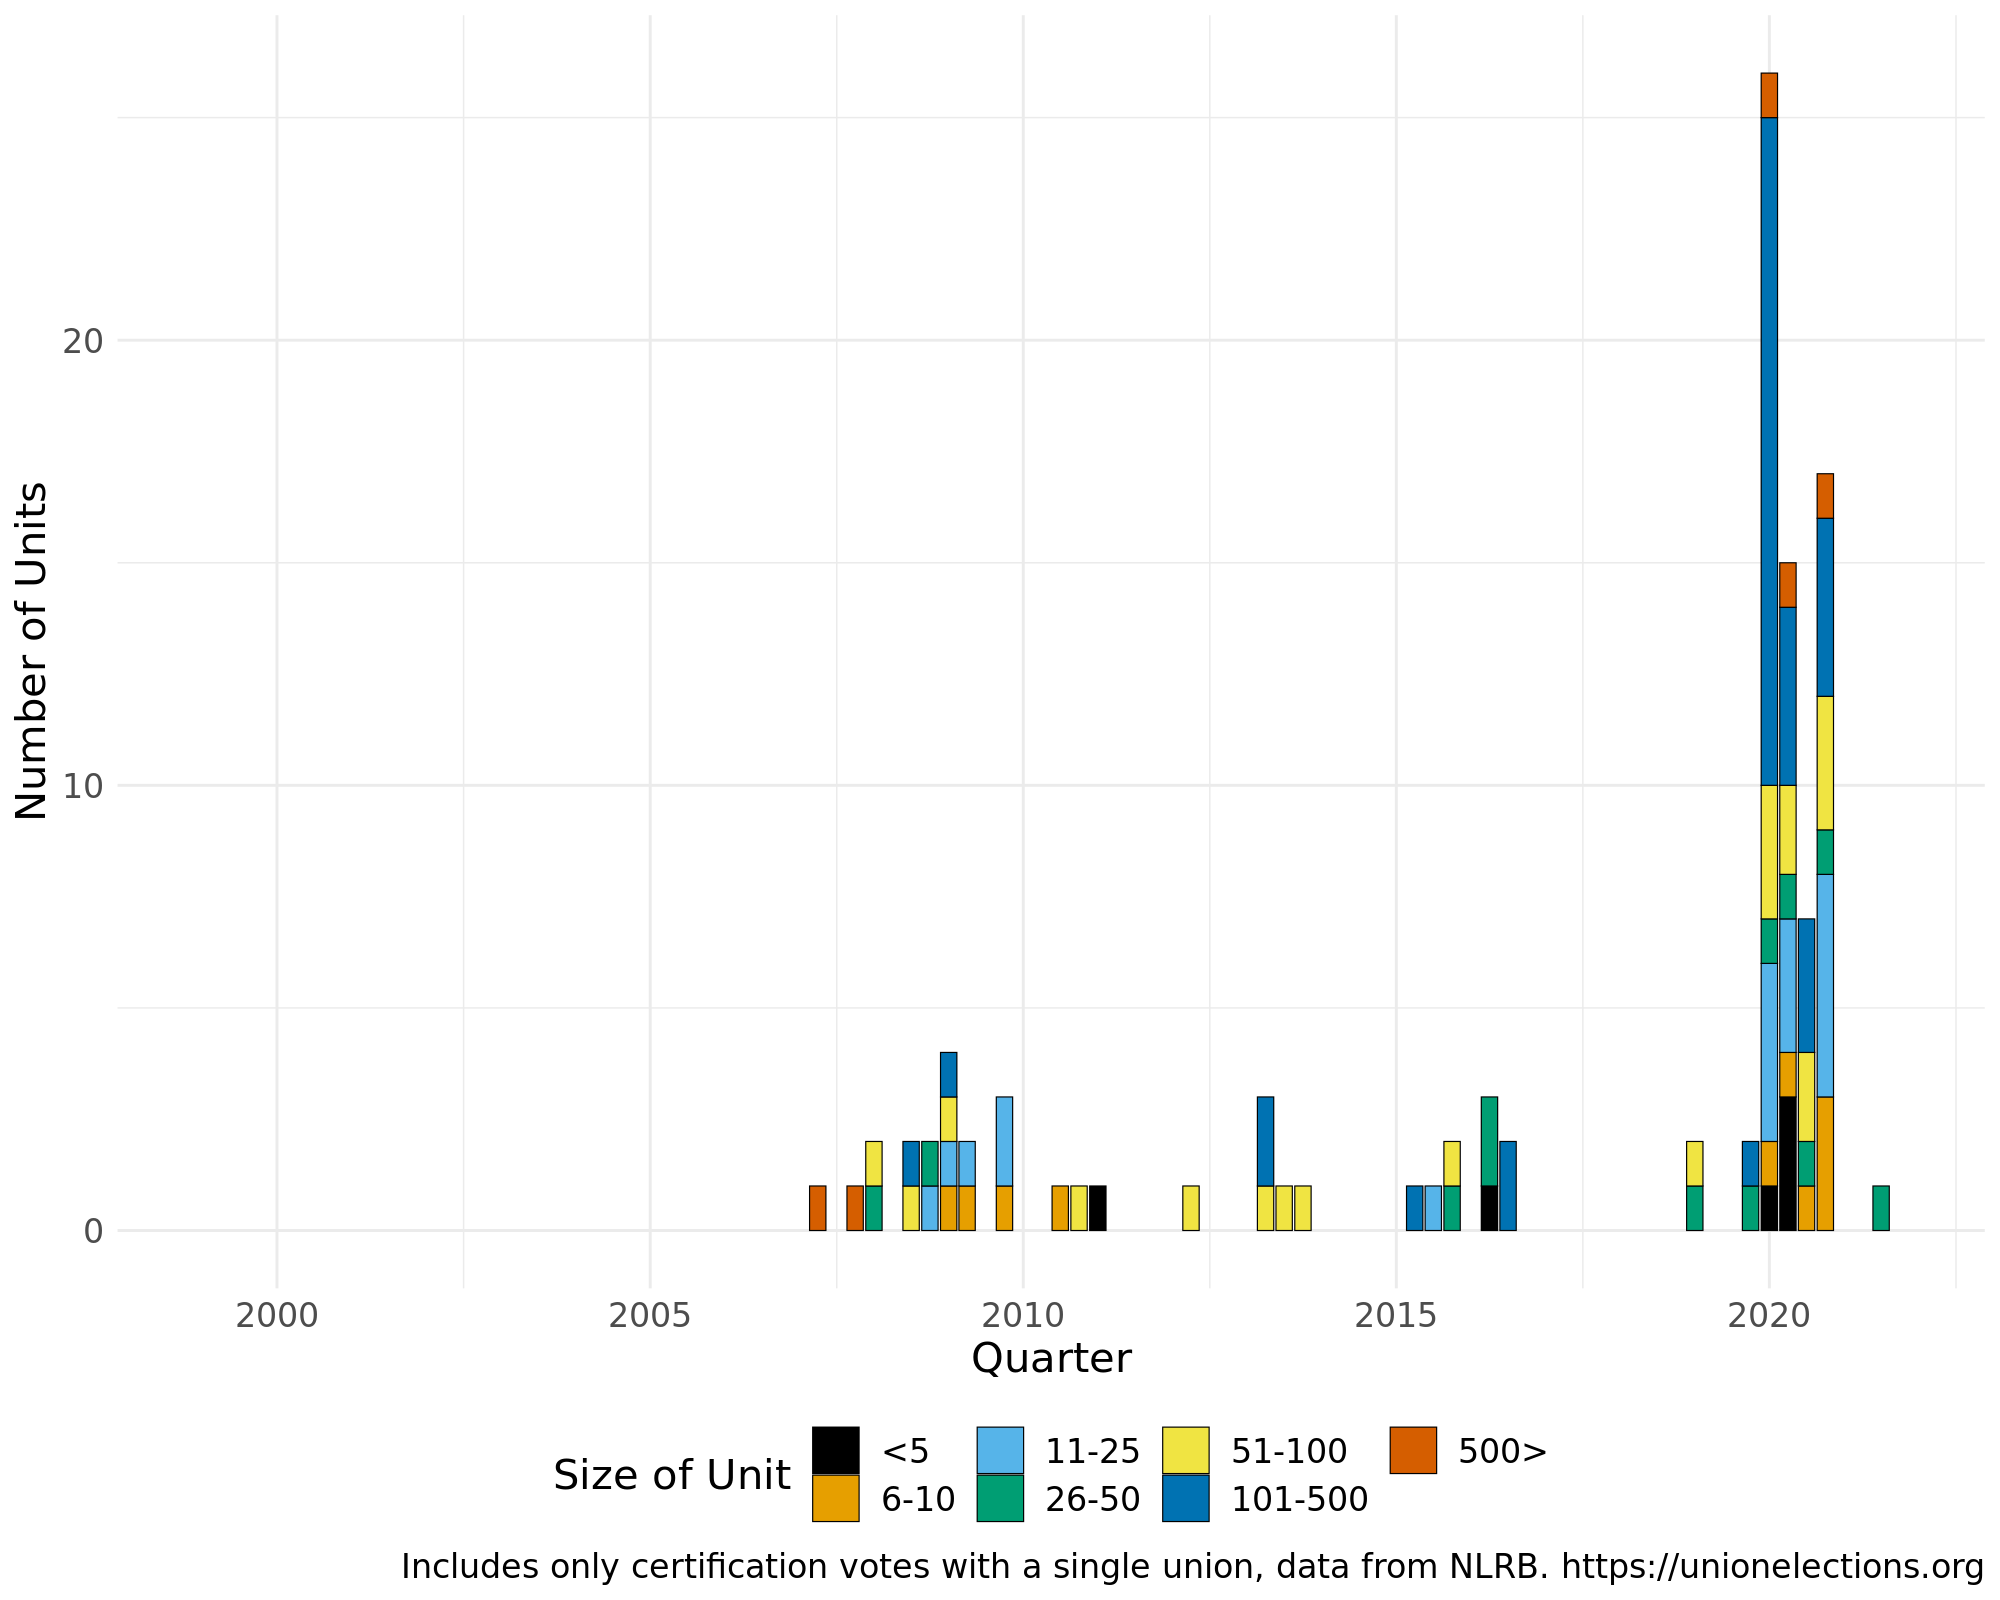 20
10
0
Number of Units
2000 2005 2010 2015 2020
Quarter
Size of Unit
<5 11-25 51-100 500>
6-10 26-50 101-500
Includes only certification votes with a single union, data from NLRB. https://unionelections.org